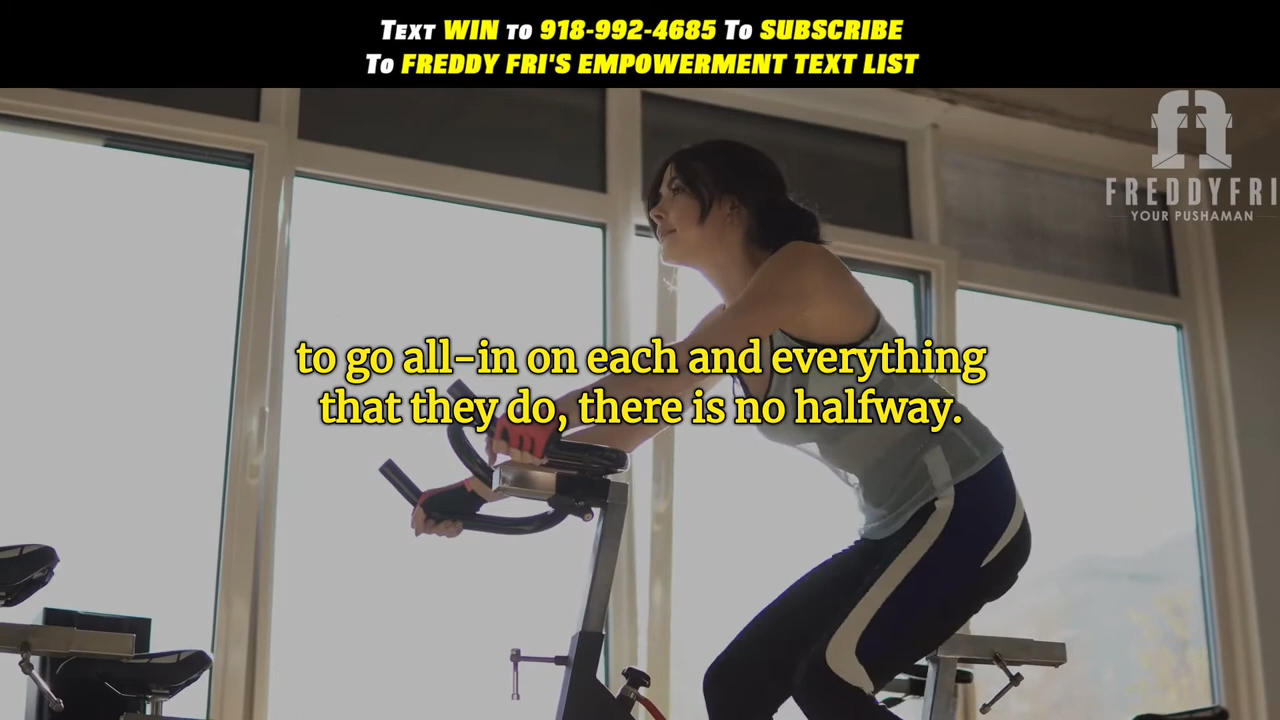 Text WIN to 918-992-4685 To SUBSCRIBE
To FREDDY FRI'S EMPOWERMENT TEXT LIST
FREDDYFRI
YOUR PUSHAMAN
to go all-in on each and everything
that they do, there is no halfway.